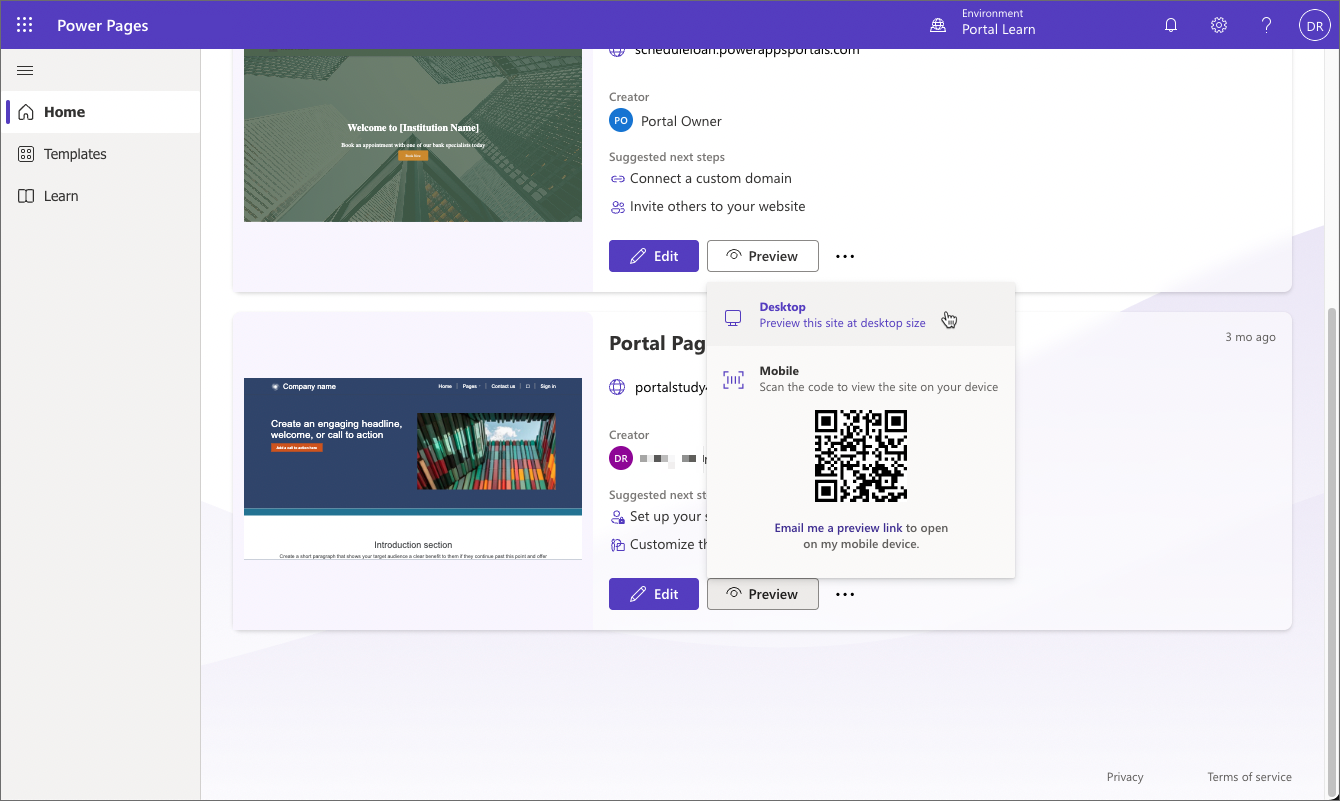 Power Pages
Environment
Portal Learn
DR
Home
Templates
Learn
scheduleloan.powerappsportals.com
Welcome to [Institution Name]
Book an appointment with one of our bank specialists today
Book Now
Creator
PO Portal Owner
Suggested next steps
Connect a custom domain
Invite others to your website
Edit
Preview
Desktop
Preview this site at desktop size
Mobile
Scan the code to view the site on your device
Email me a preview link to open
on my mobile device.
Portal Pag
3 mo ago
portalstudy
Company name
Home Pages Contact us Sign in
Create an engaging headline,
welcome, or call to action
Add a call to action here
Introduction section
Create a short paragraph that shows your target audience a clear benefit to them if they continue past this point and offer
Creator
DR
Suggested next st
Set up your s
Customize th
Edit
Preview
Privacy
Terms of service